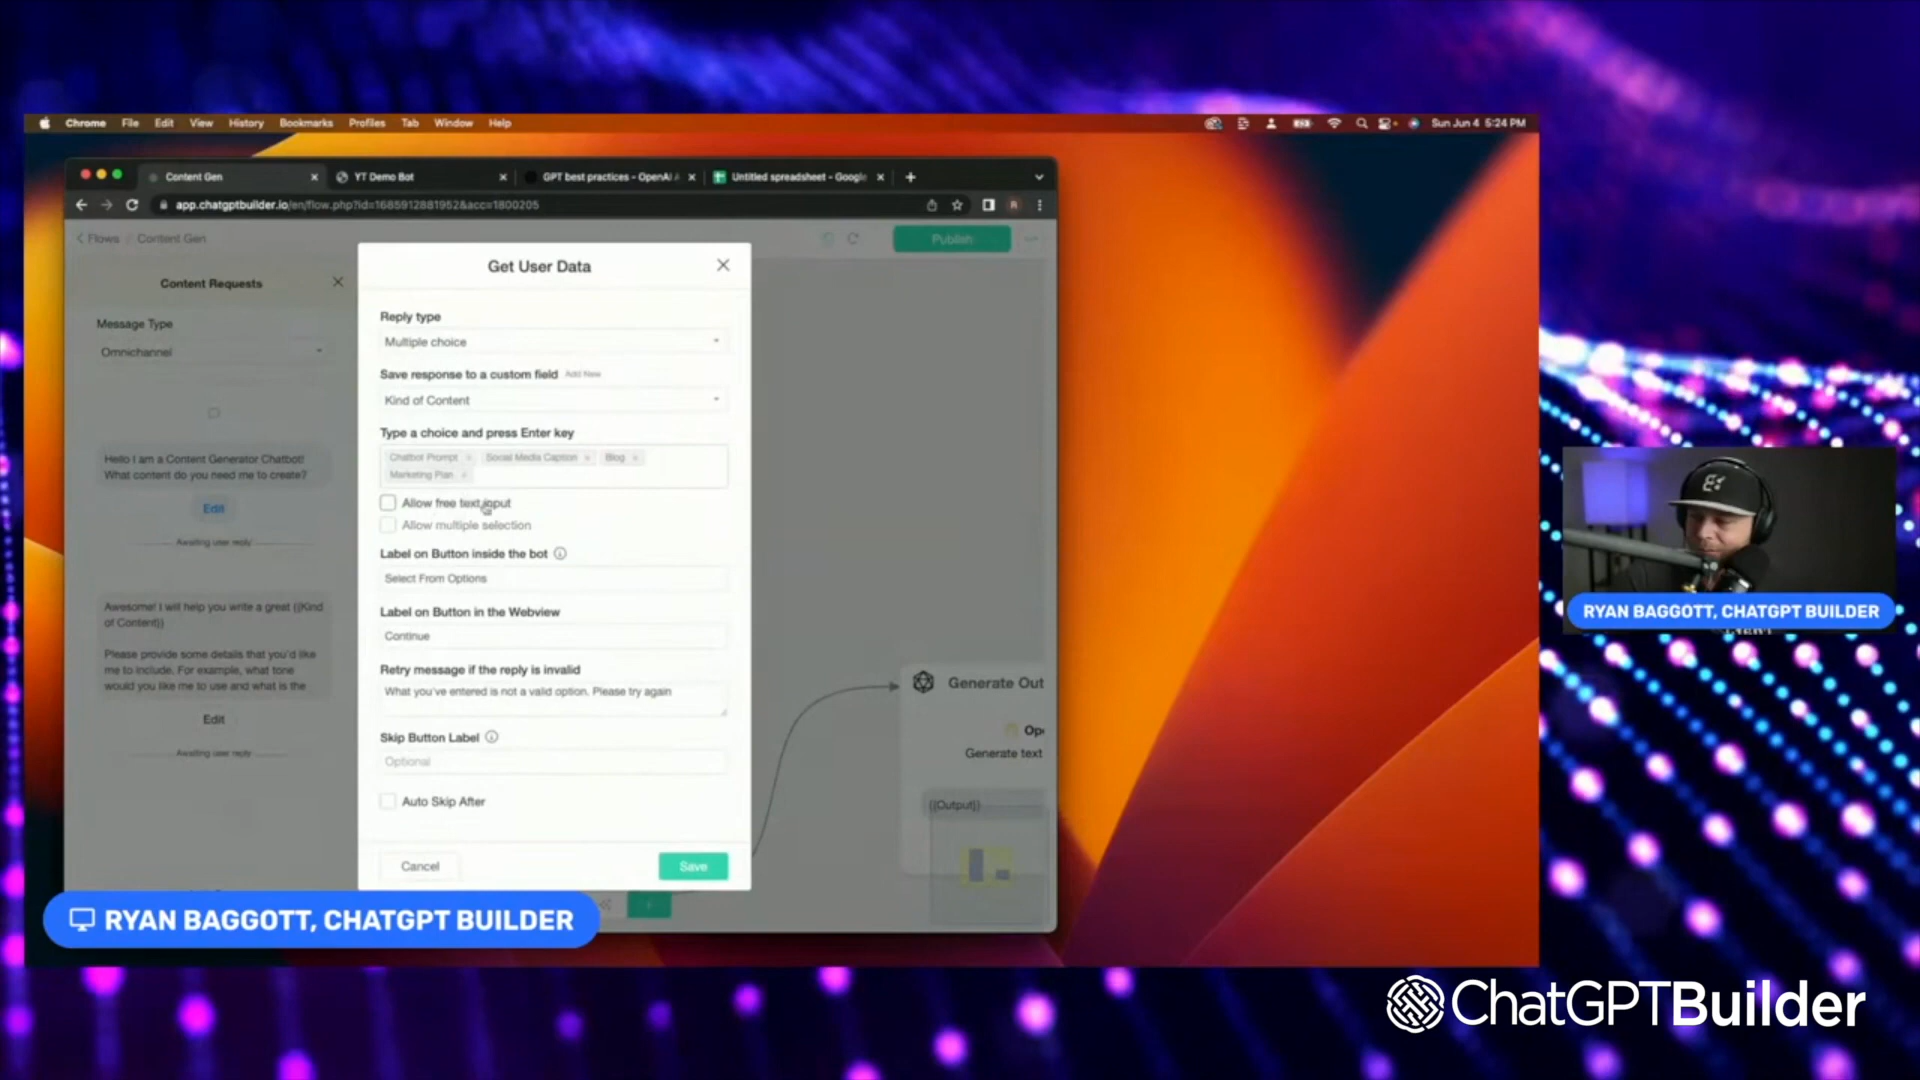 Chrome File Edit View History Bookmarks Profiles Tab Window Help
Sun Jun 4 5:24 PM
Content Gen
YT Demo Bot
GPT best practices - OpenAI A
Untitled spreadsheet - Google
app.chatgptbuilder.io/en/flow.php?id=1685912881952&acc=1800205
Flows / Content Gen
Publish
Content Requests
Message Type
Omnichannel
Hello I am a Content Generator Chatbot!
What content do you need me to create?
Edit
Awaiting user reply
Awesome! I will help you write a great {{Kind
of Content}}
Please provide some details that you'd like
me to include. For example, what tone
would you like me to use and what is the
Edit
Awaiting user reply
Get User Data
Reply type
Multiple choice
Save response to a custom field Add New
Kind of Content
Type a choice and press Enter key
Chatbot Prompt x Social Media Caption x Blog x
Marketing Plan x
Allow free text input
Allow multiple selection
Label on Button inside the bot
Select From Options
Label on Button in the Webview
Continue
Retry message if the reply is invalid
What you've entered is not a valid option. Please try again
Skip Button Label
Optional
Auto Skip After
Cancel
Save
Generate Out
Ope
Generate text
{{Output}}
RYAN BAGGOTT, CHATGPT BUILDER
RYAN BAGGOTT, CHATGPT BUILDER
ChatGPTBuilder